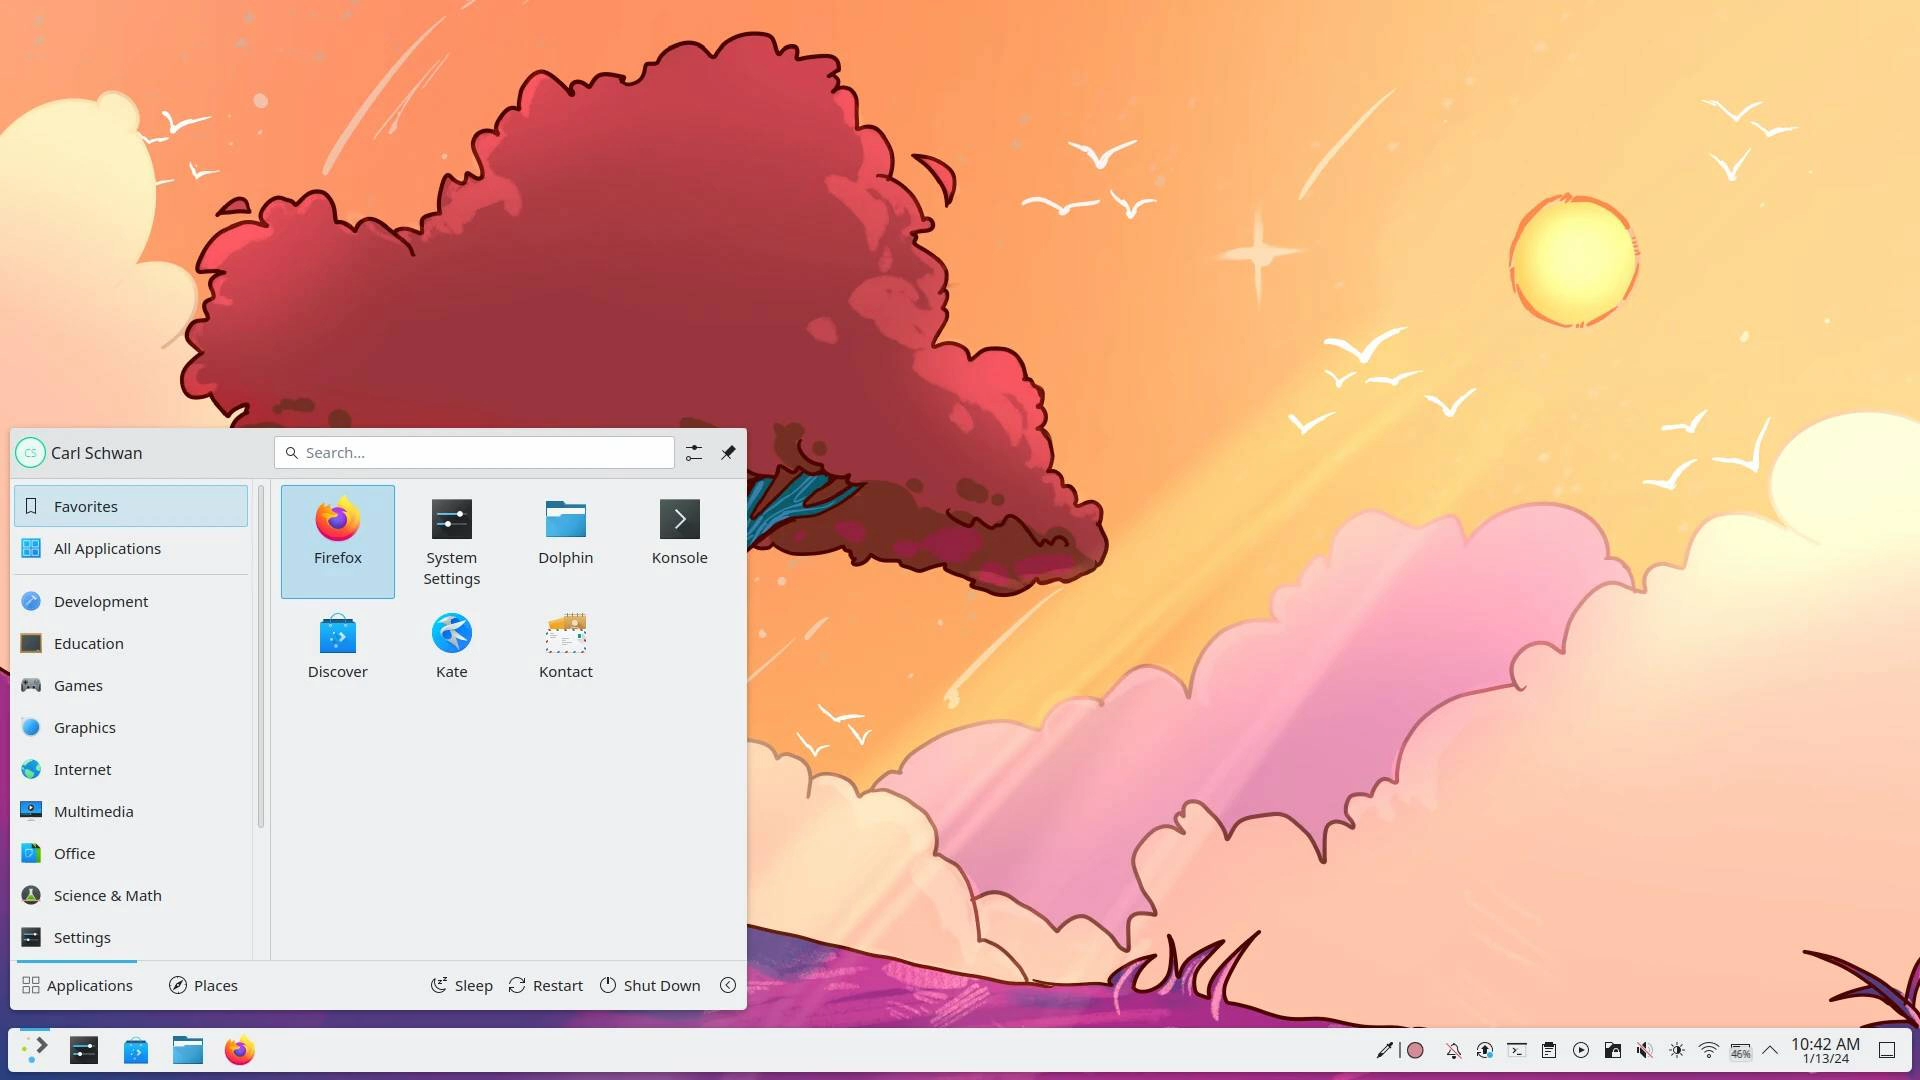 CS
Carl Schwan
Search...
Favorites
All Applications
Development
Education
Games
Graphics
Internet
Multimedia
Office
Science & Math
Settings
Firefox
System
Settings
Dolphin
Konsole
Discover
Kate
Kontact
Applications
Places
Sleep
Restart
Shut Down
46%
10:42 AM
1/13/24